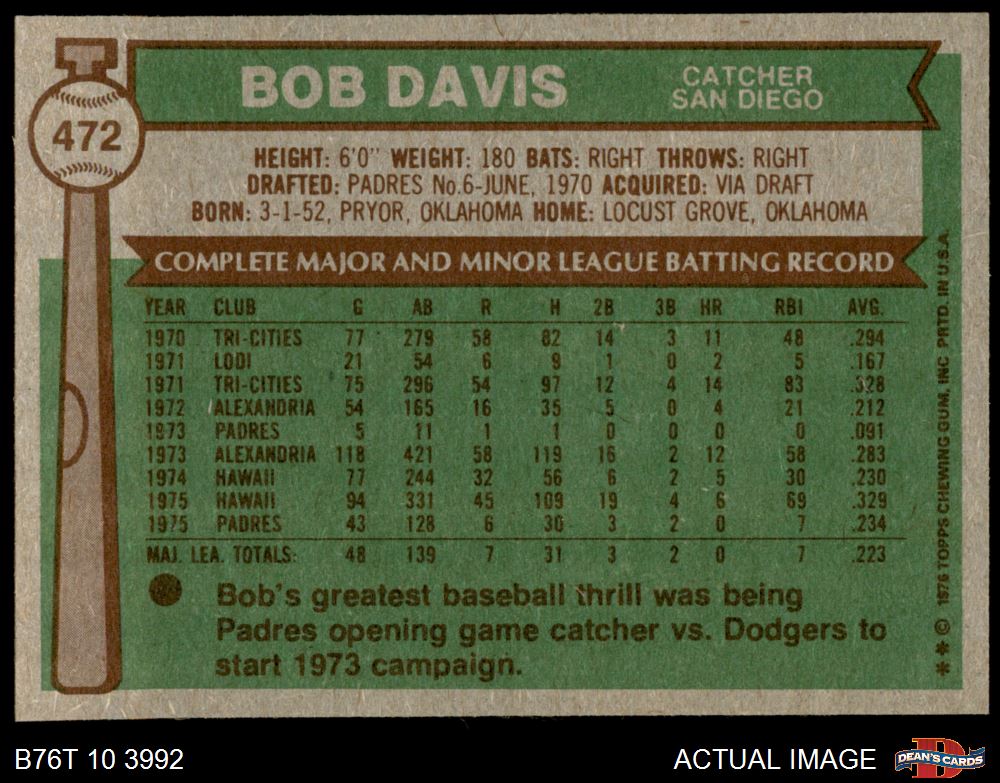 472
BOB DAVIS
CATCHER
SAN DIEGO
HEIGHT: 6'0" WEIGHT: 180 BATS: RIGHT THROWS: RIGHT
DRAFTED: PADRES No.6-JUNE, 1970 ACQUIRED: VIA DRAFT
BORN: 3-1-52, PRYOR, OKLAHOMA HOME: LOCUST GROVE, OKLAHOMA
COMPLETE MAJOR AND MINOR LEAGUE BATTING RECORD
YEAR CLUB G AB R H 2B 3B HR RBI AVG.
1970 TRI-CITIES 77 279 58 82 14 3 11 48 .294
1971 LODI 21 54 6 9 1 0 2 5 .167
1971 TRI-CITIES 75 296 54 97 12 4 14 83 .328
1972 ALEXANDRIA 54 165 16 35 5 0 4 21 .212
1973 PADRES 5 11 1 1 0 0 0 0 .091
1973 ALEXANDRIA 118 421 58 119 16 2 12 58 .283
1974 HAWAII 77 244 32 56 6 2 5 30 .230
1975 HAWAII 94 331 45 109 19 4 6 69 .329
1975 PADRES 43 128 6 30 3 2 0 7 .234
MAJ. LEA. TOTALS: 48 139 7 31 3 2 0 7 .223
Bob's greatest baseball thrill was being
Padres opening game catcher vs. Dodgers to
start 1973 campaign.
** © 1976 TOPPS CHEWING GUM, INC. PRTD. IN U.S.A.
B76T 10 3992
ACTUAL IMAGE
D
DEAN'S CARDS